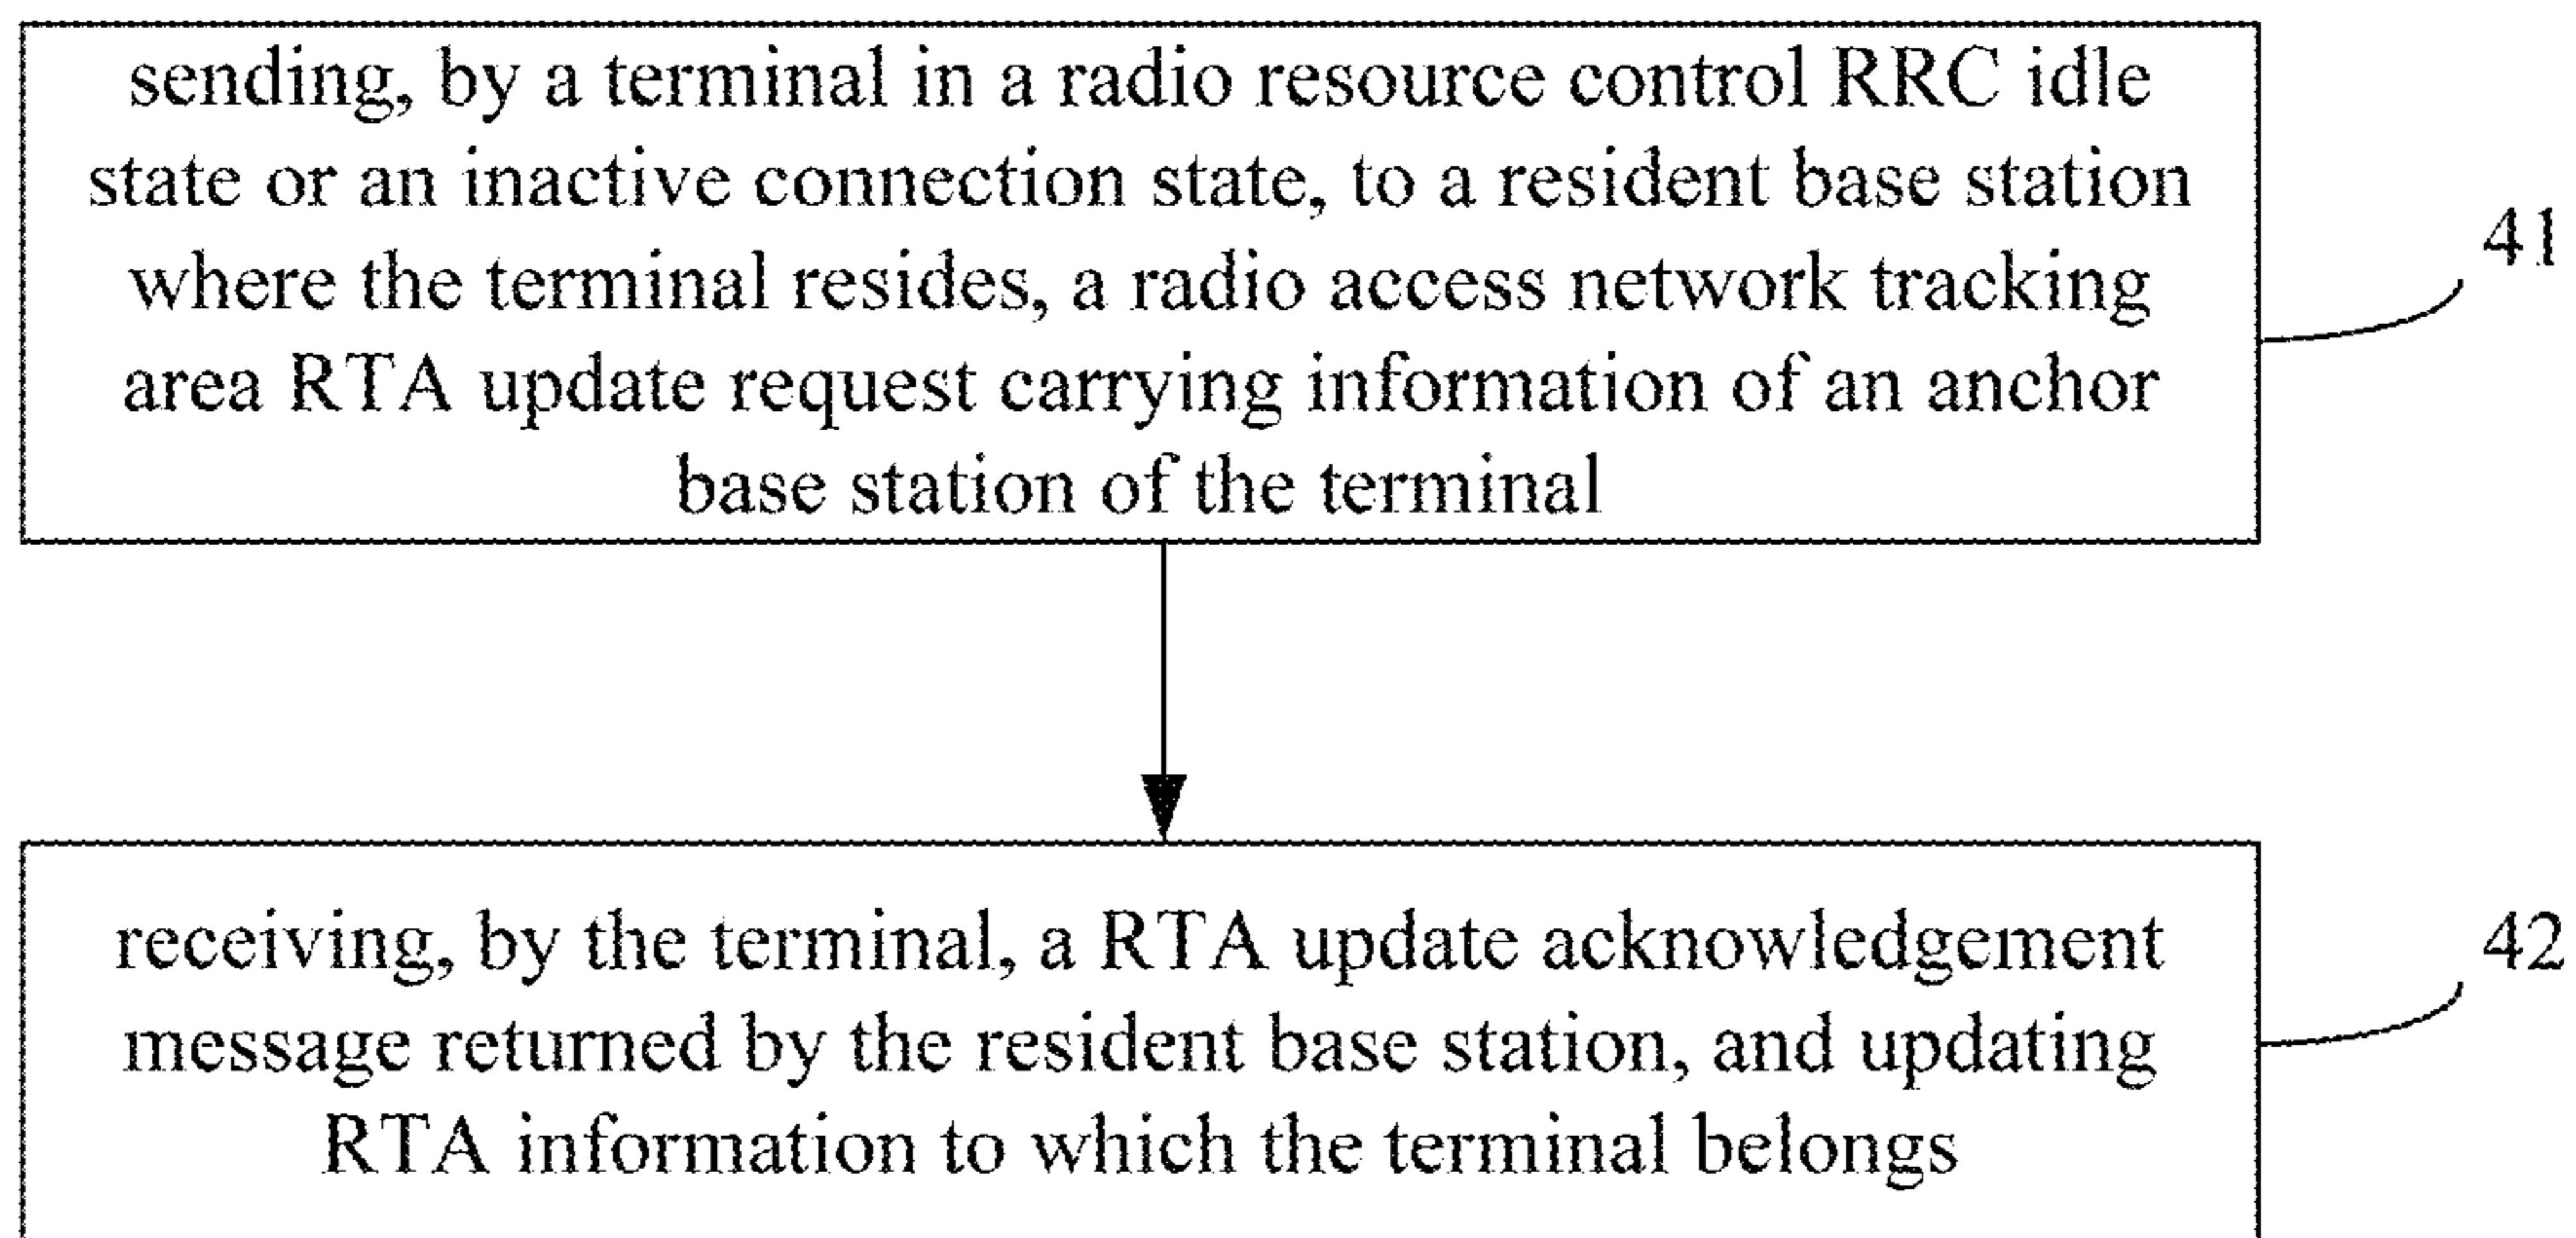 sending, by a terminal in a radio resource control RRC idle
state or an inactive connection state, to a resident base station
where the terminal resides, a radio access network tracking
area RTA update request carrying information of an anchor
base station of the terminal
41
receiving, by the terminal, a RTA update acknowledgement
message returned by the resident base station, and updating
RTA information to which the terminal belongs
42